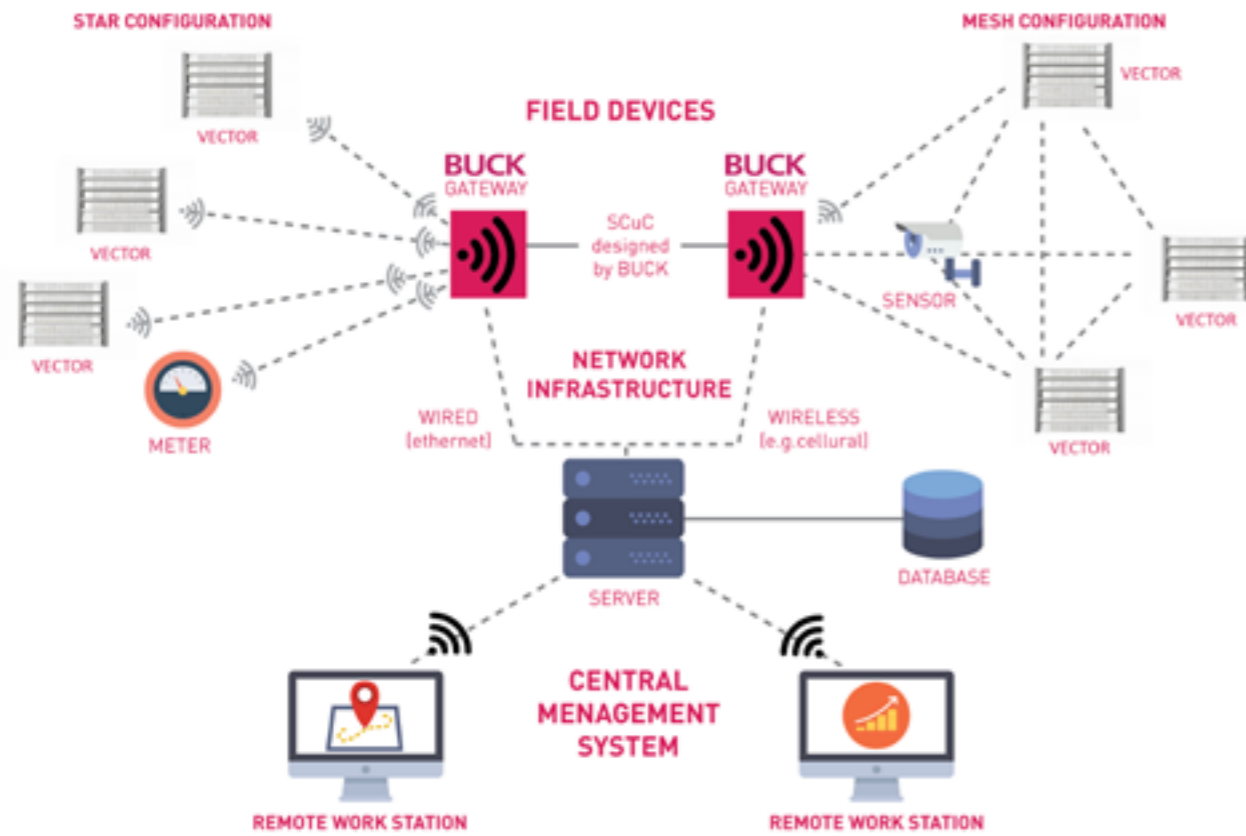 STAR CONFIGURATION
MESH CONFIGURATION
VECTOR
VECTOR
FIELD DEVICES
BUCK
GATEWAY
BUCK
GATEWAY
SCuC
designed
by BUCK
VECTOR
VECTOR
SENSOR
VECTOR
VECTOR
METER
NETWORK
INFRASTRUCTURE
WIRED
(ethernet)
WIRELESS
(e.g.cellural)
VECTOR
SERVER
DATABASE
CENTRAL
MENAGEMENT
SYSTEM
REMOTE WORK STATION
REMOTE WORK STATION